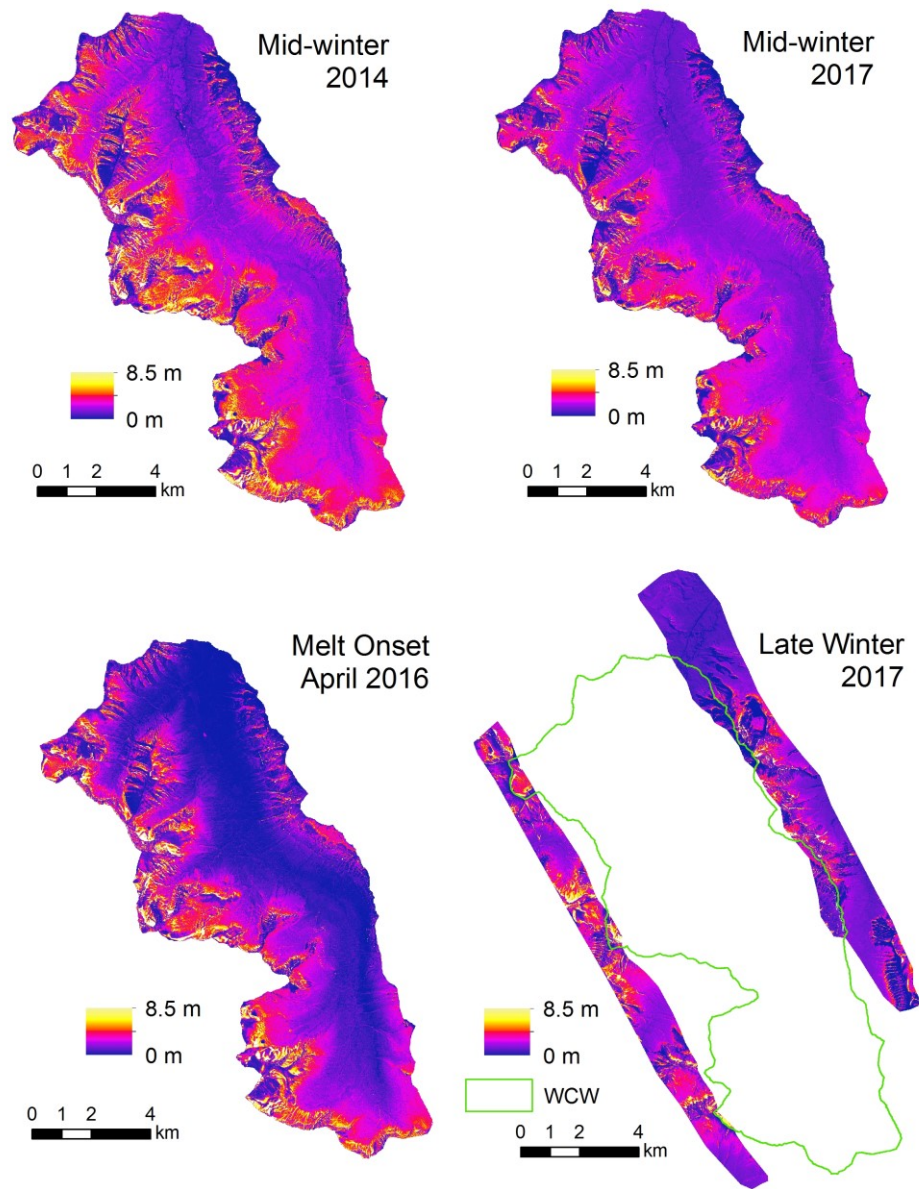 Mid-winter
2014
8.5 m
0 m
0 1 2 4
km
Mid-winter
2017
8.5 m
0 m
0 1 2 4
km
Melt Onset
April 2016
8.5 m
0 m
0 1 2 4
km
Late Winter
2017
8.5 m
0 m
WCW
0 1 2 4
km